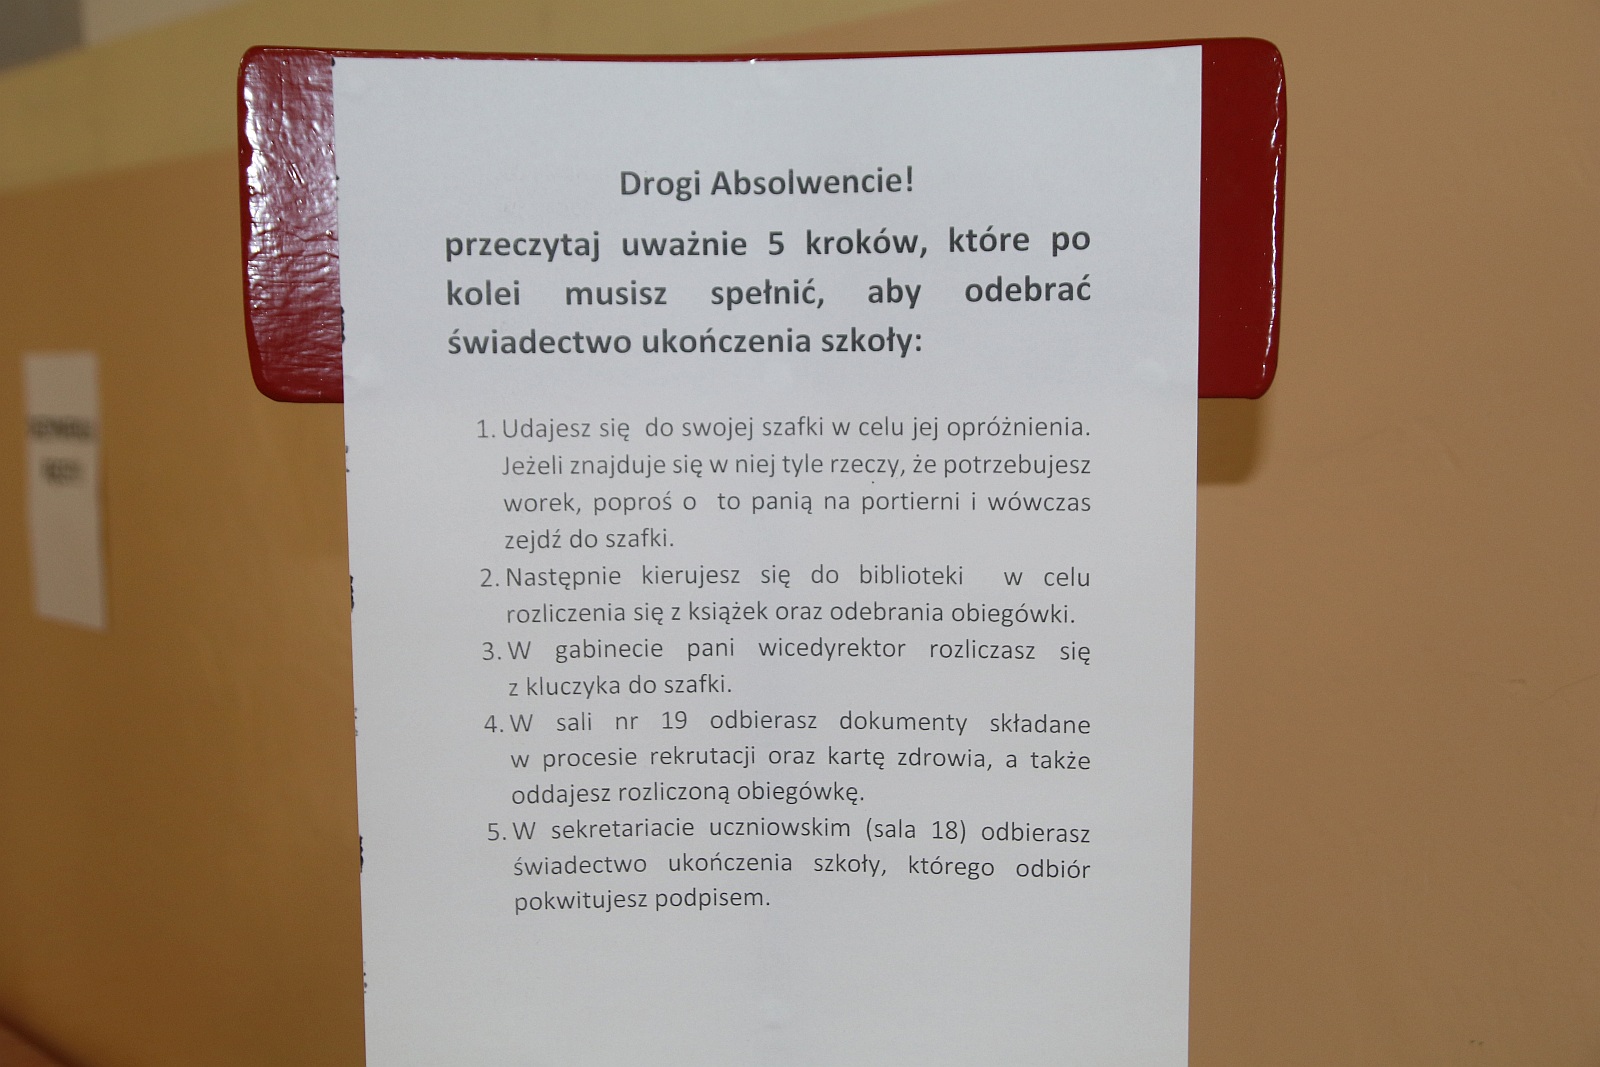 Drogi Absolwencie!
przeczytaj uważnie 5 kroków, które po
kolei musisz spełnić, aby odebrać
świadectwo ukończenia szkoły:
1. Udajesz się do swojej szafki w celu jej opróżnienia.
Jeżeli znajduje się w niej tyle rzeczy, że potrzebujesz
worek, poproś o to panią na portierni i wówczas
zejdź do szafki.
2. Następnie kierujesz się do biblioteki w celu
rozliczenia się z książek oraz odebrania obiegówki.
3. W gabinecie pani wicedyrektor rozliczasz się
z kluczyka do szafki.
4. W sali nr 19 odbierasz dokumenty składane
w procesie rekrutacji oraz kartę zdrowia, a także
oddajesz rozliczoną obiegówkę.
5. W sekretariacie uczniowskim (sala 18) odbierasz
świadectwo ukończenia szkoły, którego odbiór
pokwitujesz podpisem.